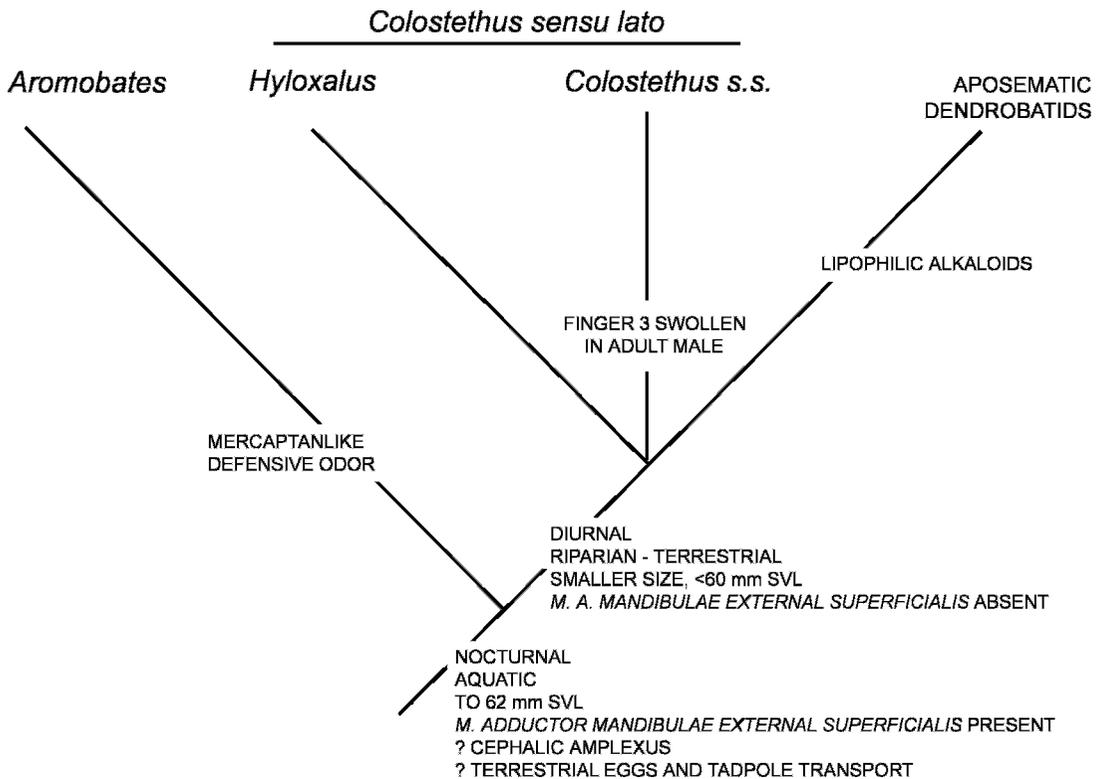 Colostethus sensu lato
Aromobates
Hyloxalus
Colostethus s.s.
APOSEMATIC
DENDROBATIDS
LIPOPHILIC ALKALOIDS
FINGER 3 SWOLLEN
IN ADULT MALE
MERCAPTANLIKE
DEFENSIVE ODOR
DIURNAL
RIPARIAN - TERRESTRIAL
SMALLER SIZE, <60 mm SVL
M. A. MANDIBULAE EXTERNAL SUPERFICIALIS ABSENT
NOCTURNAL
AQUATIC
TO 62 mm SVL
M. ADDUCTOR MANDIBULAE EXTERNAL SUPERFICIALIS PRESENT
? CEPHALIC AMPLEXUS
? TERRESTRIAL EGGS AND TADPOLE TRANSPORT